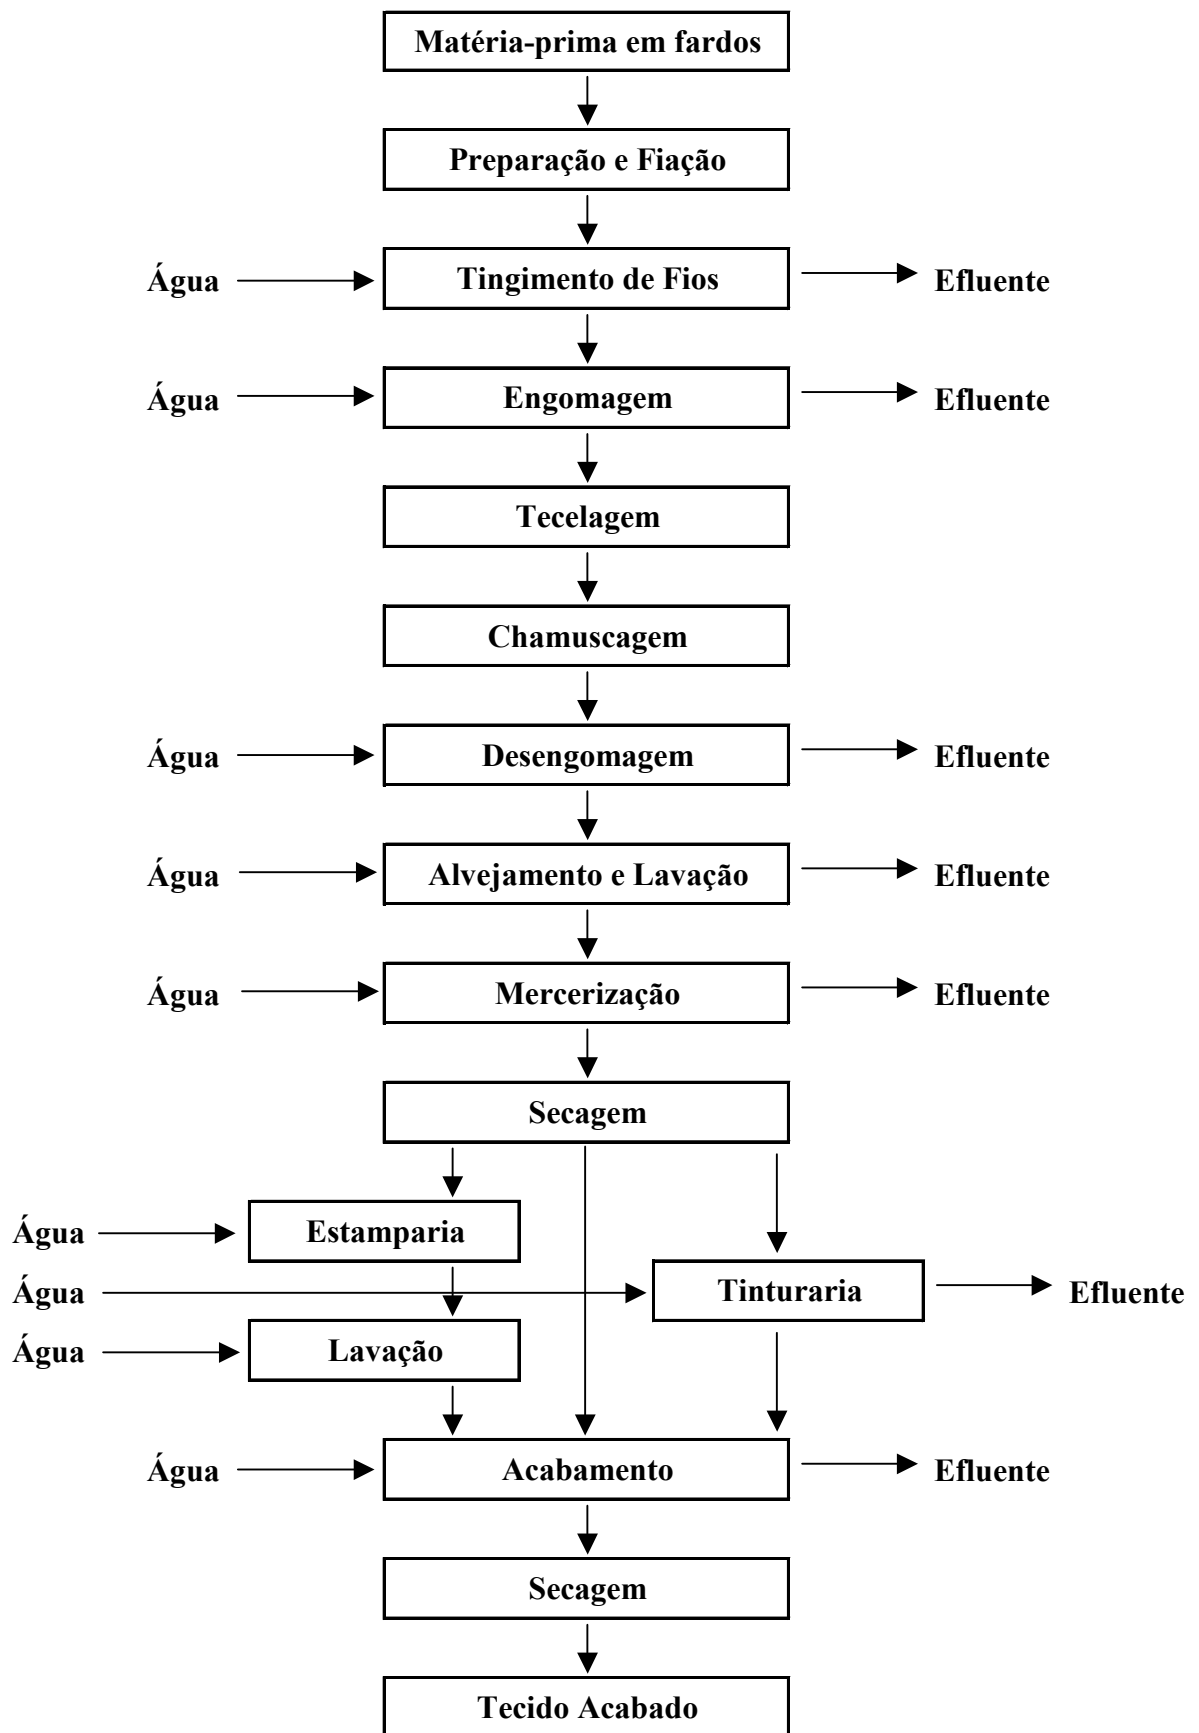 Matéria-prima em fardos
Preparação e Fiação
Água Tingimento de Fios Efluente
Água Engomagem Efluente
Tecelagem
Chamuscagem
Água Desengomagem Efluente
Água Alvejamento e Lavação Efluente
Água Mercerização Efluente
Secagem
Água Estamparia
Água Tinturaria Efluente
Água Lavação
Água Acabamento Efluente
Secagem
Tecido Acabado